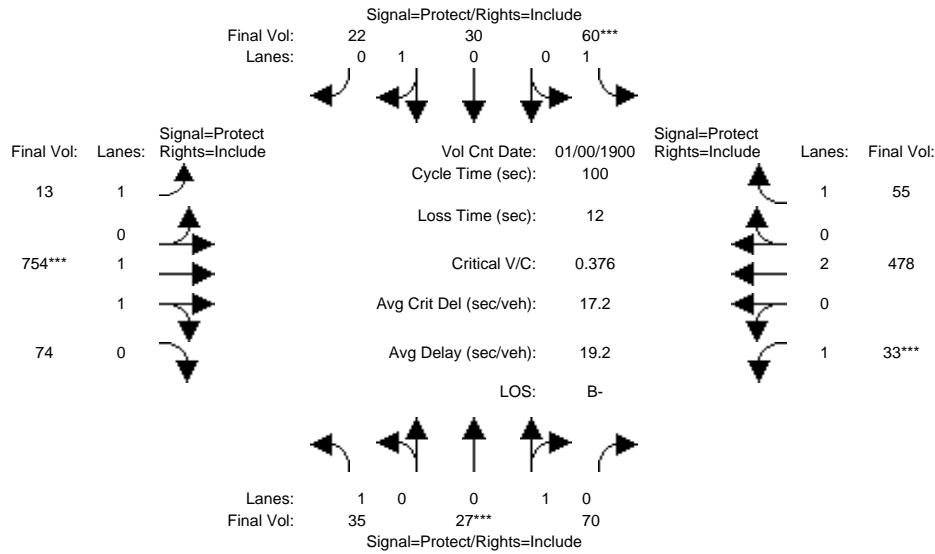 Signal=Protect/Rights=Include
Final Vol: 22 30 60***
Lanes: 0 1 0 0 1
Signal=Protect
Final Vol: Lanes: Rights=Include
Vol Cnt Date: 01/00/1900
Signal=Protect
Rights=Include Lanes: Final Vol:
Cycle Time (sec): 100
13 1
1 55
Loss Time (sec): 12
0
0
754*** 1
Critical V/C: 0.376
2 478
1
Avg Crit Del (sec/veh): 17.2
0
74 0
Avg Delay (sec/veh): 19.2
1 33***
LOS: B-
Lanes: 1 0 0 1 0
Final Vol: 35 27*** 70
Signal=Protect/Rights=Include